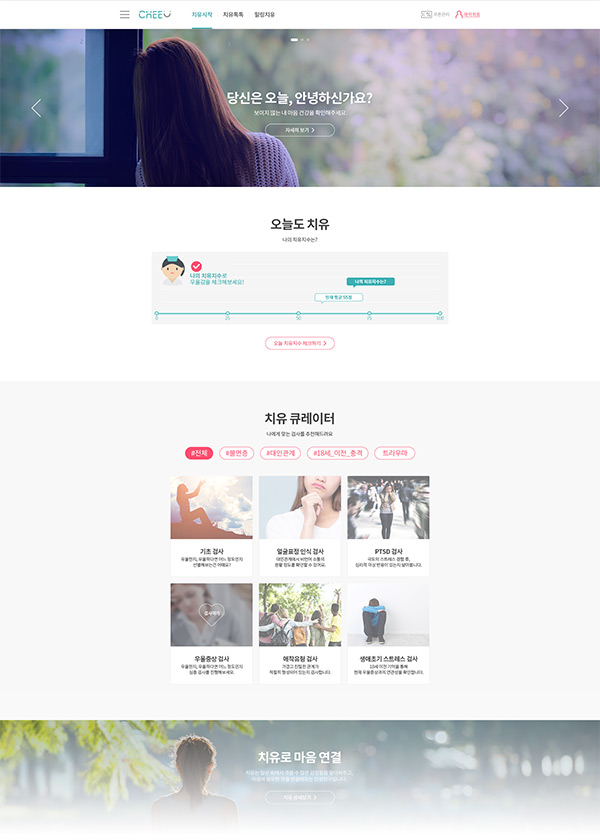 CHEEU
치유시작 치유톡톡 힐링치유
쿠폰관리 마이치유
당신은 오늘, 안녕하신가요?
보이지 않는 내 마음 건강을 확인해주세요.
자세히 보기 >
오늘도 치유
나의 치유지수는?
나의 치유지수로
우울감을 체크해보세요!
나의 치유지수는?
현재 평균 55점
0 25 50 75 100
오늘 치유지수 체크하기 >
치유 큐레이터
나에게 맞는 검사를 추천해드려요
#전체 #불면증 #대인관계 #18세_이전_충격 트라우마
기초 검사
우울한지, 우울하다면 어느 정도인지
선별해보는건 어때요?
얼굴표정 인식 검사
대인관계에서 비언어 소통의
원활 정도를 확인할 수 있어요.
PTSD 검사
극도의 스트레스 경험 후,
심리적 이상 반응이 있는지 알아봅니다.
검사하기
우울증상 검사
우울한지, 우울하다면 어느 정도인지
심층 검사를 진행해보세요.
애착유형 검사
가깝고 친밀한 관계가
적절히 형성되어 있는지 검사합니다.
생애초기 스트레스 검사
18세 이전 기억을 통해
현재 우울증상과의 연관성을 확인합니다.
치유로 마음 연결